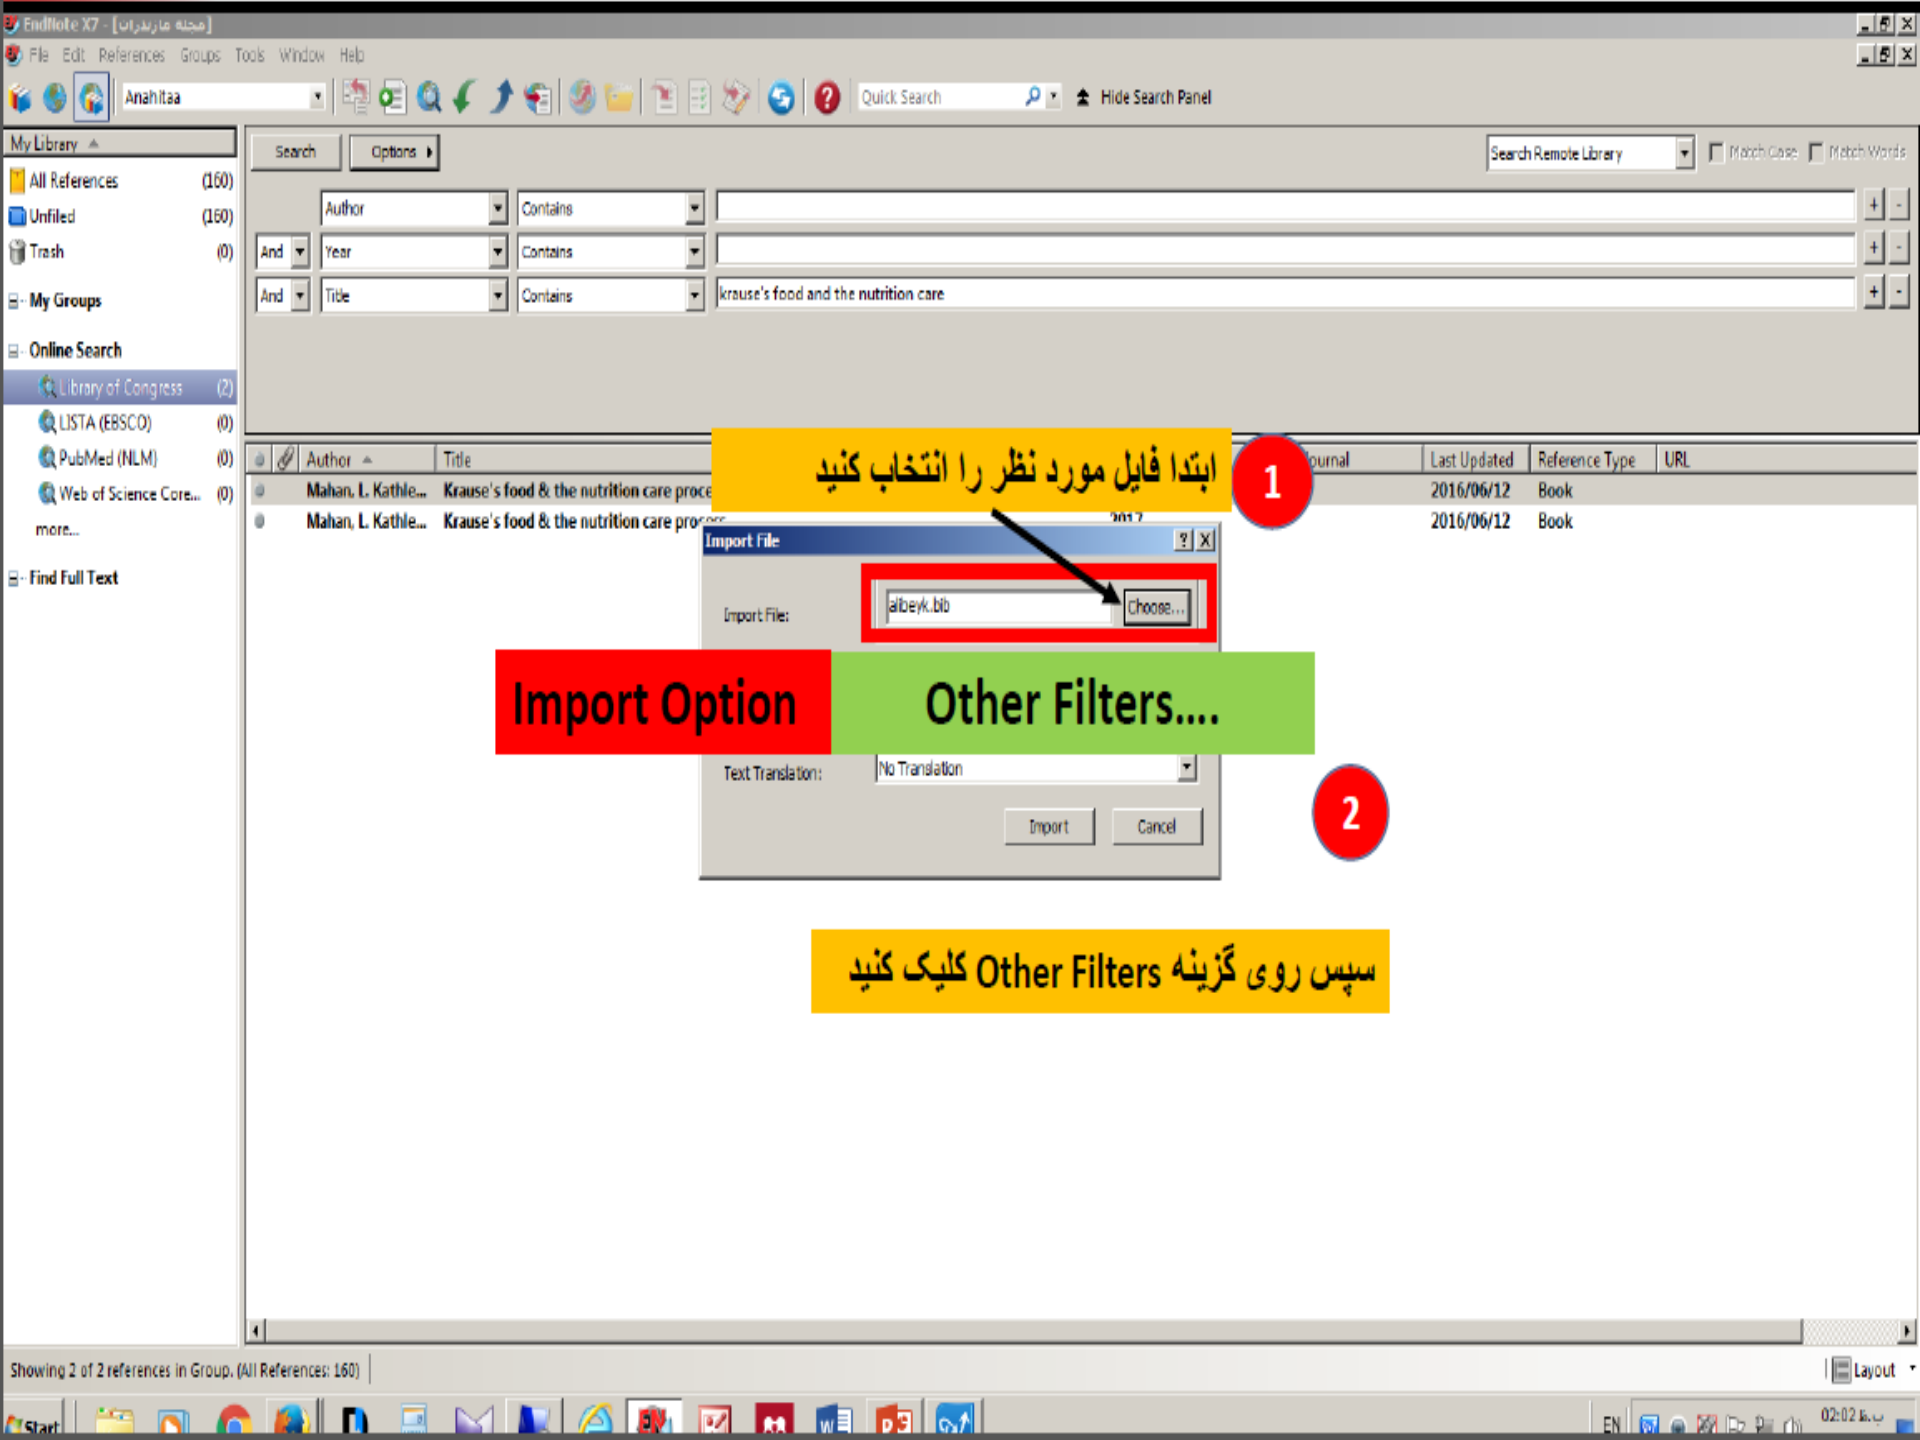 EndNote X7 - [مجله مازندران]
File Edit References Groups Tools Window Help
Anahitaa
Quick Search
Hide Search Panel
My Library
All References (160)
Unfiled (160)
Trash (0)
My Groups
Online Search
Library of Congress (2)
LISTA (EBSCO) (0)
PubMed (NLM) (0)
Web of Science Core... (0)
more...
Find Full Text
Search Options
Search Remote Library Match Case Match Words
Author Contains + -
And Year Contains + -
And Title Contains krause's food and the nutrition care + -
Author Title Journal Last Updated Reference Type URL
Mahan, L. Kathle... Krause's food & the nutrition care proce 2016/06/12 Book
Mahan, L. Kathle... Krause's food & the nutrition care process 2017 2016/06/12 Book
ابتدا فایل مورد نظر را انتخاب کنید
1
Import File ? X
Import File: alibeyk.bib Choose...
Import Option Other Filters....
Text Translation: No Translation
Import Cancel
2
سپس روی گزینه Other Filters کلیک کنید
Showing 2 of 2 references in Group. (All References: 160)
Layout
Start
EN
02:02 ب.ظ